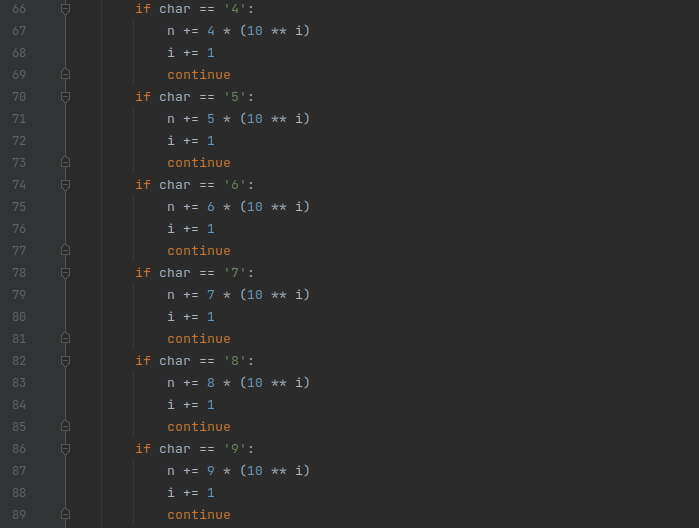 66 if char == '4':
67 n += 4 * (10 ** i)
68 i += 1
69 continue
70 if char == '5':
71 n += 5 * (10 ** i)
72 i += 1
73 continue
74 if char == '6':
75 n += 6 * (10 ** i)
76 i += 1
77 continue
78 if char == '7':
79 n += 7 * (10 ** i)
80 i += 1
81 continue
82 if char == '8':
83 n += 8 * (10 ** i)
84 i += 1
85 continue
86 if char == '9':
87 n += 9 * (10 ** i)
88 i += 1
89 continue